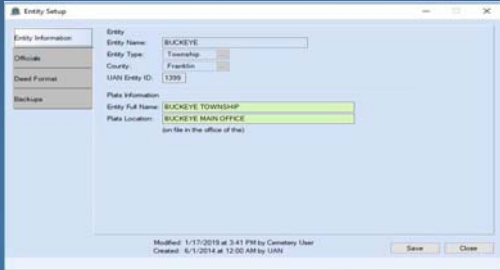 Entity Setup
Entity Information
Officials
Deed Format
Backups
Entity
Entity Name: BUCKEYE
Entity Type: Township
County: Franklin
UAN Entity ID: 1399
Plats Information
Entity Full Name: BUCKEYE TOWNSHIP
Plats Location: BUCKEYE MAIN OFFICE
(on file in the office of the)
Modified: 1/17/2019 at 3:41 PM by Cemetery User
Created: 6/1/2014 at 12:00 AM by UAN
Save Close